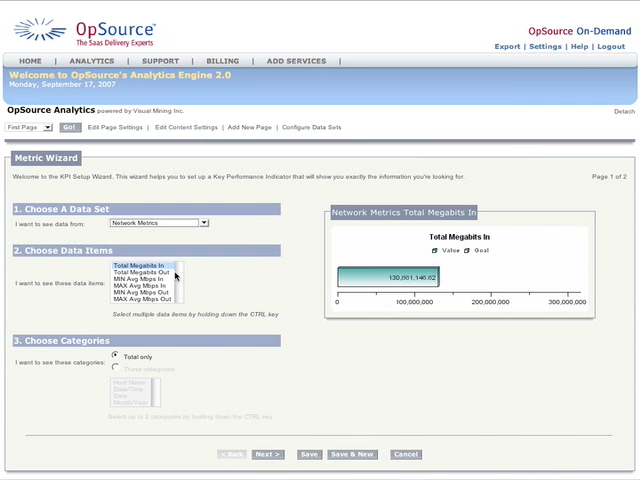 OpSource™
The Saas Delivery Experts
OpSource On-Demand
Export | Settings | Help | Logout
HOME | ANALYTICS | SUPPORT | BILLING | ADD SERVICES |
Welcome to OpSource's Analytics Engine 2.0
Monday, September 17, 2007
OpSource Analytics powered by Visual Mining Inc.
Detach
First Page Go! Edit Page Settings | Edit Content Settings | Add New Page | Configure Data Sets
Metric Wizard
Welcome to the KPI Setup Wizard. This wizard helps you to set up a Key Performance Indicator that will show you exactly the information you're looking for.
Page 1 of 2
1. Choose A Data Set
I want to see data from: Network Metrics
2. Choose Data Items
I want to see these data items:
Total Megabits In
Total Megabits Out
MIN Avg Mbps In
MAX Avg Mbps In
MIN Avg Mbps Out
MAX Avg Mbps Out
Select multiple data items by holding down the CTRL key
3. Choose Categories
I want to see these categories:
Total only
These categories:
Host Name
Date/Time
Date
Month/Year
Select up to 2 categories by holding down the CTRL key
Network Metrics Total Megabits In
Total Megabits In
Value Goal
130,661,146.62
0 100,000,000 200,000,000 300,000,000
< Back Next > Save Save & New Cancel